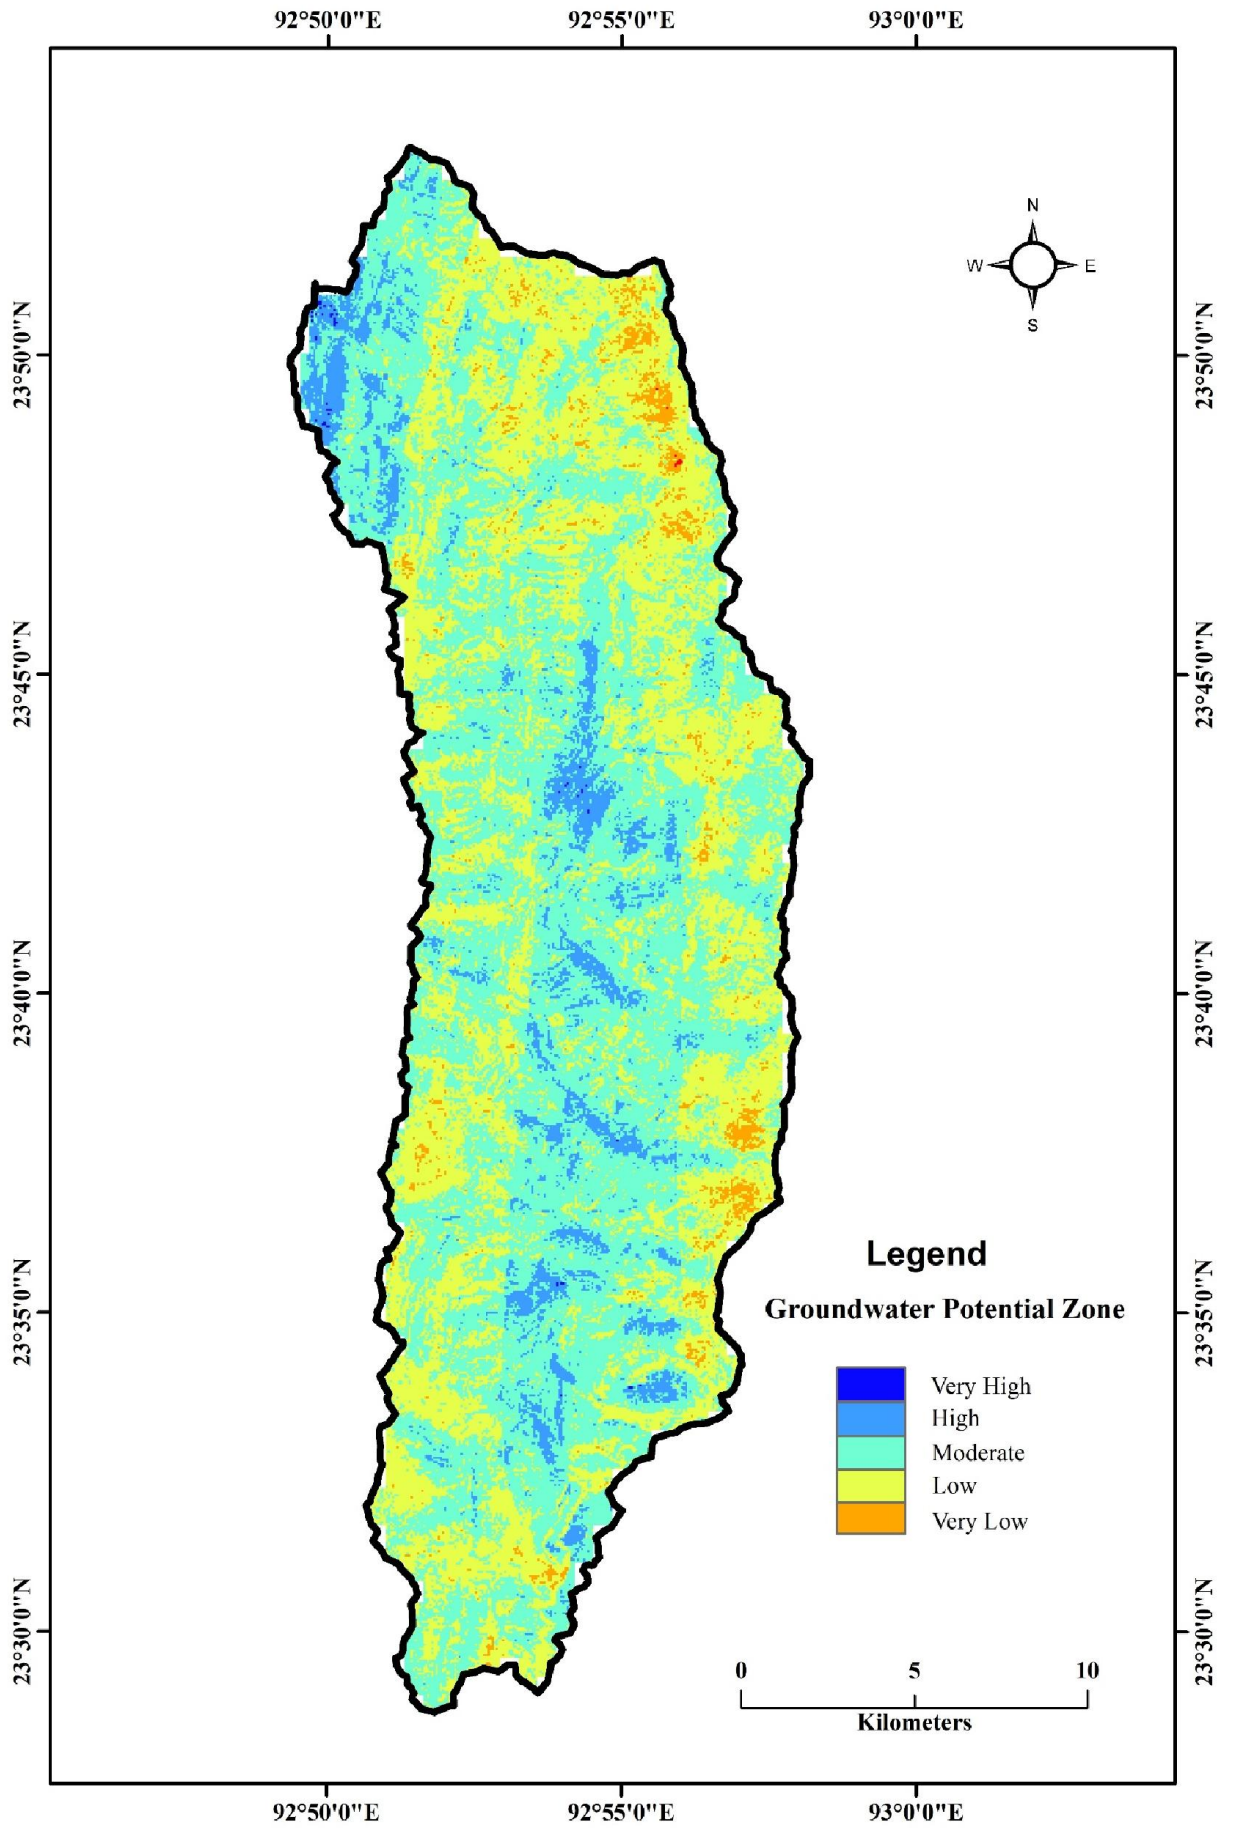 92°50'0"E 92°55'0"E 93°0'0"E
N
W E
S
23°50'0"N 23°50'0"N
23°45'0"N 23°45'0"N
23°40'0"N 23°40'0"N
Legend
Groundwater Potential Zone
23°35'0"N 23°35'0"N
Very High
High
Moderate
Low
Very Low
23°30'0"N 23°30'0"N
0 5 10
Kilometers
92°50'0"E 92°55'0"E 93°0'0"E